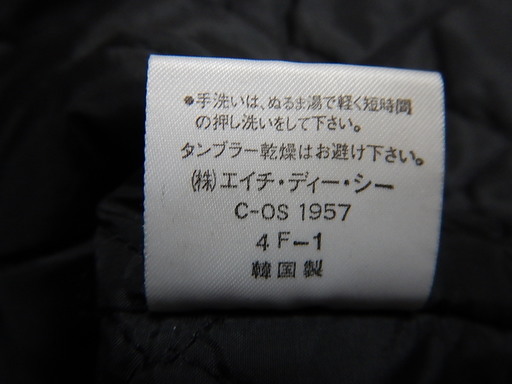 ●手洗いは、ぬるま湯で軽く短時間
の押し洗いをして下さい。
タンブラー乾燥はお避け下さい。
㈱エイチ・ディー・シー
C-OS 1957
4F-1
韓国製